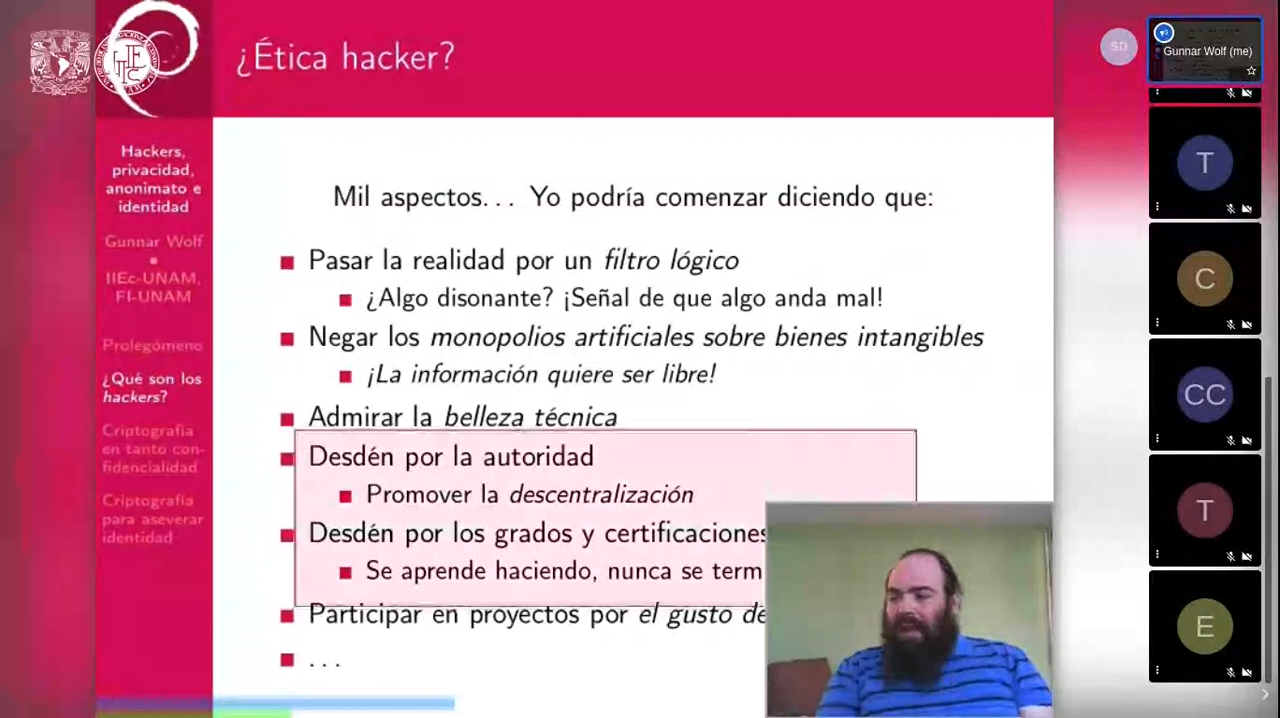 ¿Ética hacker?
Hackers,
privacidad,
anonimato e
identidad
Gunnar Wolf
IIEc-UNAM,
FI-UNAM
Prolegómeno
¿Qué son los
hackers?
Criptografía
en tanto con-
fidencialidad
Criptografía
para aseverar
identidad
Mil aspectos... Yo podría comenzar diciendo que:
Pasar la realidad por un filtro lógico
¿Algo disonante? ¡Señal de que algo anda mal!
Negar los monopolios artificiales sobre bienes intangibles
¡La información quiere ser libre!
Admirar la belleza técnica
Desdén por la autoridad
Promover la descentralización
Desdén por los grados y certificaciones
Se aprende haciendo, nunca se term
Participar en proyectos por el gusto de
...
SD
Gunnar Wolf (me)
T
C
CC
T
E